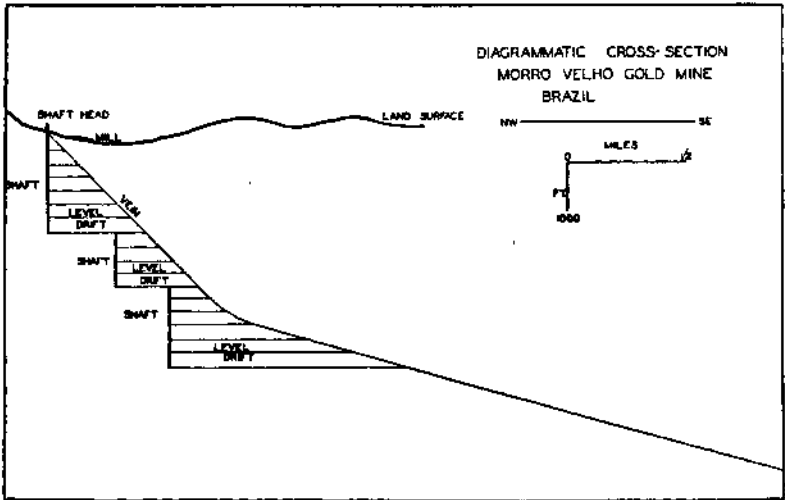 DIAGRAMMATIC CROSS-SECTION
MORRO VELHO GOLD MINE
BRAZIL
SHAFT HEAD
MILL
LAND SURFACE
NW
SE
MILES
0
1/2
FT
1000
SHAFT
VEIN
LEVEL
DRIFT
SHAFT
LEVEL
DRIFT
SHAFT
LEVEL
DRIFT